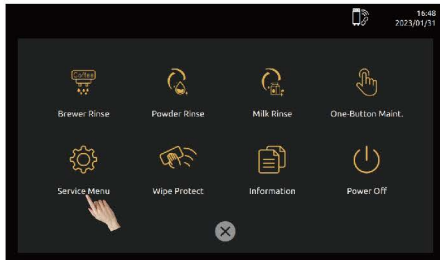 16:48
2023/01/31
Coffee
Brewer Rinse
Powder Rinse
Milk Rinse
One-Button Maint.
Service Menu
Wipe Protect
Information
Power Off